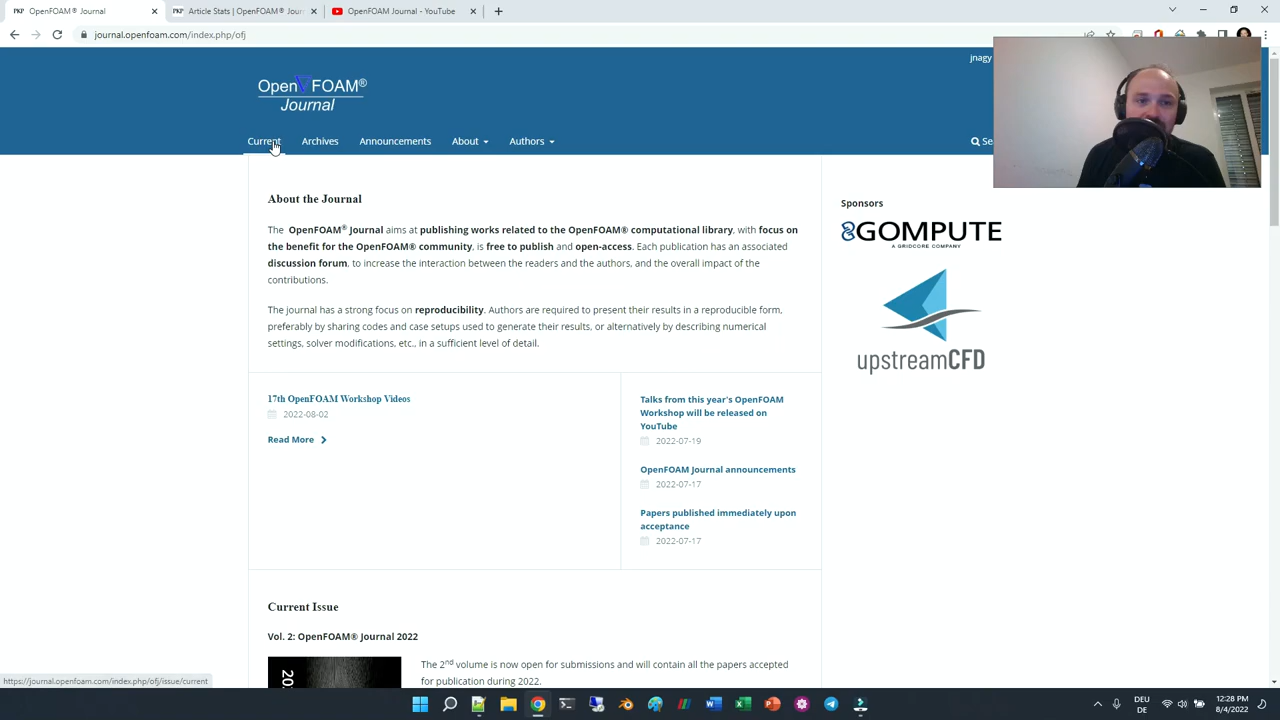 OpenFOAM® Journal
Article Stats | OpenFOAM® Jour
OpenFOAM Journal - YouTube
journal.openfoam.com/index.php/ofj
jnagy
OpenFOAM®
Journal
Current
Archives
Announcements
About
Authors
Se
About the Journal
The OpenFOAM® Journal aims at publishing works related to the OpenFOAM® computational library, with focus on
the benefit for the OpenFOAM® community, is free to publish and open-access. Each publication has an associated
discussion forum, to increase the interaction between the readers and the authors, and the overall impact of the
contributions.
The journal has a strong focus on reproducibility. Authors are required to present their results in a reproducible form,
preferably by sharing codes and case setups used to generate their results, or alternatively by describing numerical
settings, solver modifications, etc., in a sufficient level of detail.
Sponsors
GOMPUTE
A GRIDCORE COMPANY
upstreamCFD
17th OpenFOAM Workshop Videos
2022-08-02
Read More
Talks from this year's OpenFOAM
Workshop will be released on
YouTube
2022-07-19
OpenFOAM Journal announcements
2022-07-17
Papers published immediately upon
acceptance
2022-07-17
Current Issue
Vol. 2: OpenFOAM® Journal 2022
The 2nd volume is now open for submissions and will contain all the papers accepted
for publication during 2022.
https://journal.openfoam.com/index.php/ofj/issue/current
DEU
DE
12:28 PM
8/4/2022